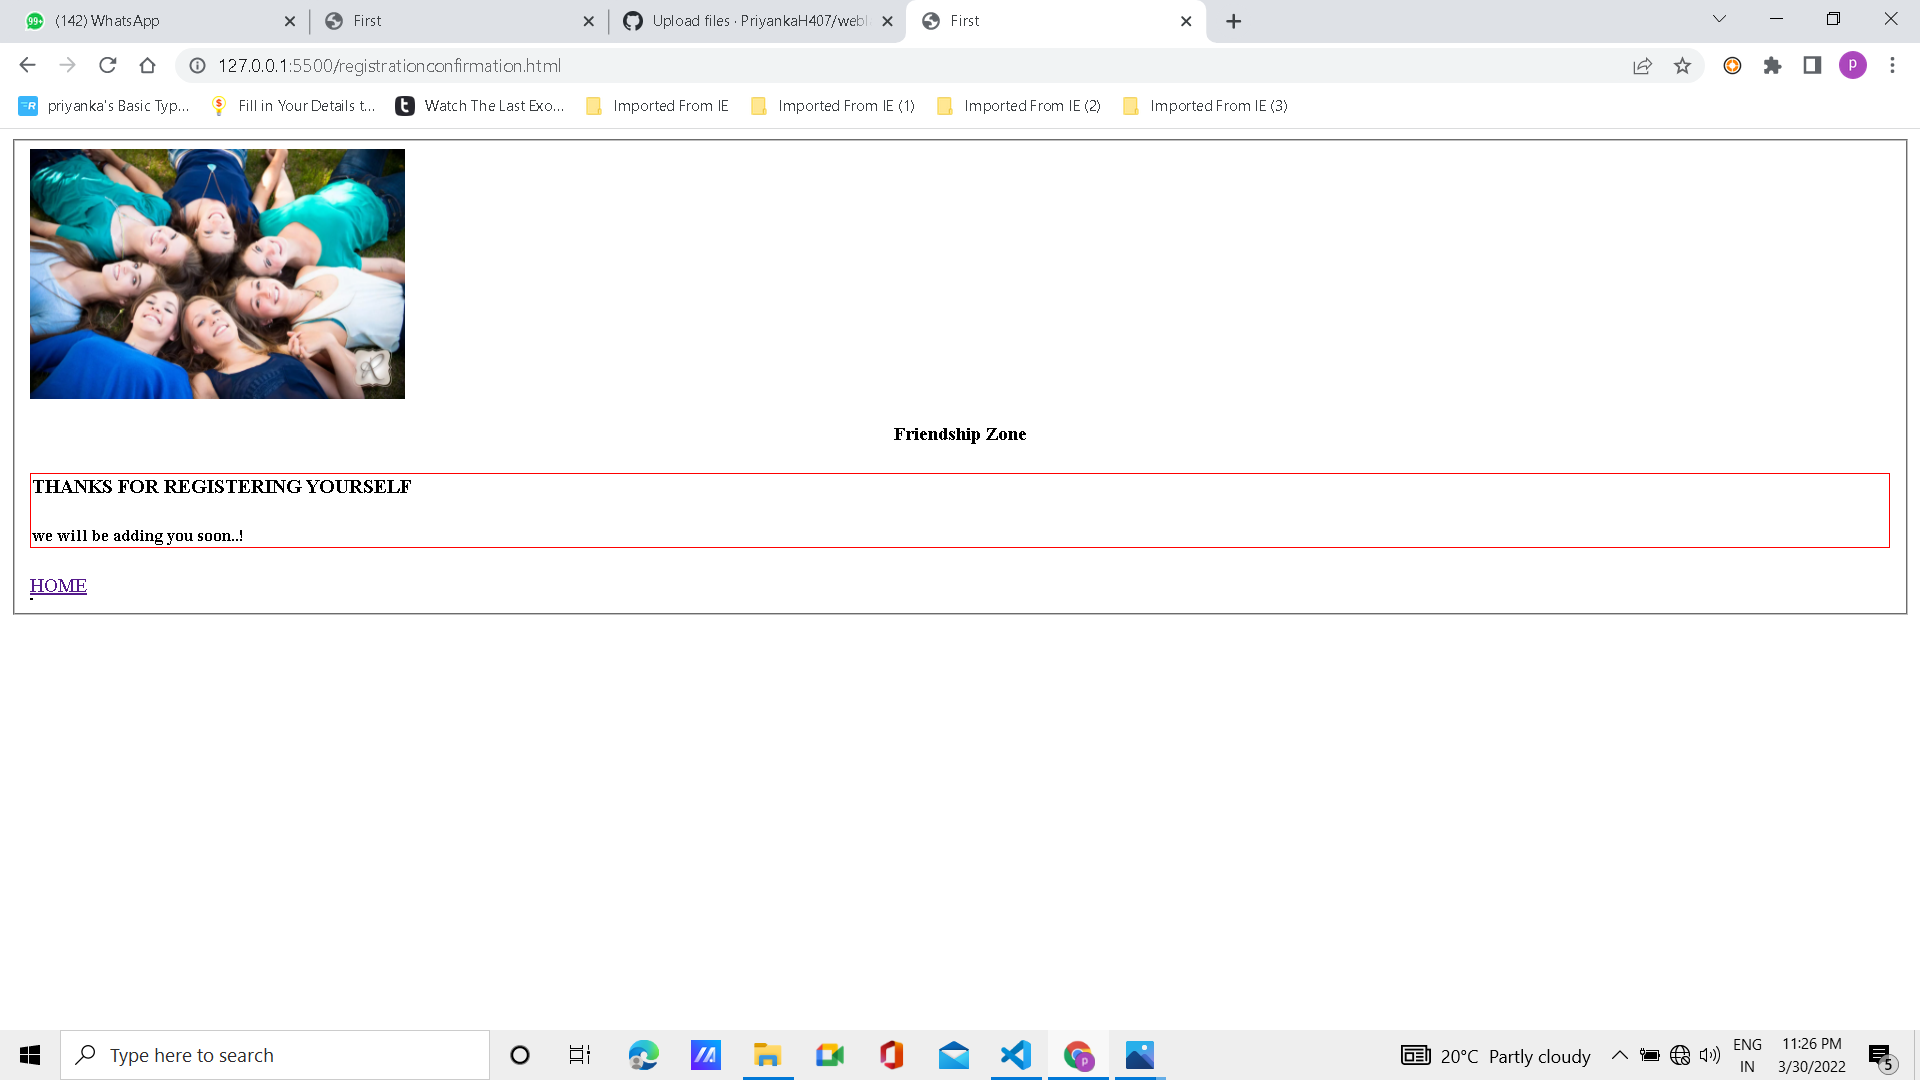 99+ (142) WhatsApp
First
Upload files · PriyankaH407/webl
First
127.0.0.1:5500/registrationconfirmation.html
P
priyanka's Basic Typ...
Fill in Your Details t...
Watch The Last Exo...
Imported From IE
Imported From IE (1)
Imported From IE (2)
Imported From IE (3)
Friendship Zone
THANKS FOR REGISTERING YOURSELF
we will be adding you soon..!
HOME
Type here to search
20°C Partly cloudy
ENG
IN
11:26 PM
3/30/2022
5